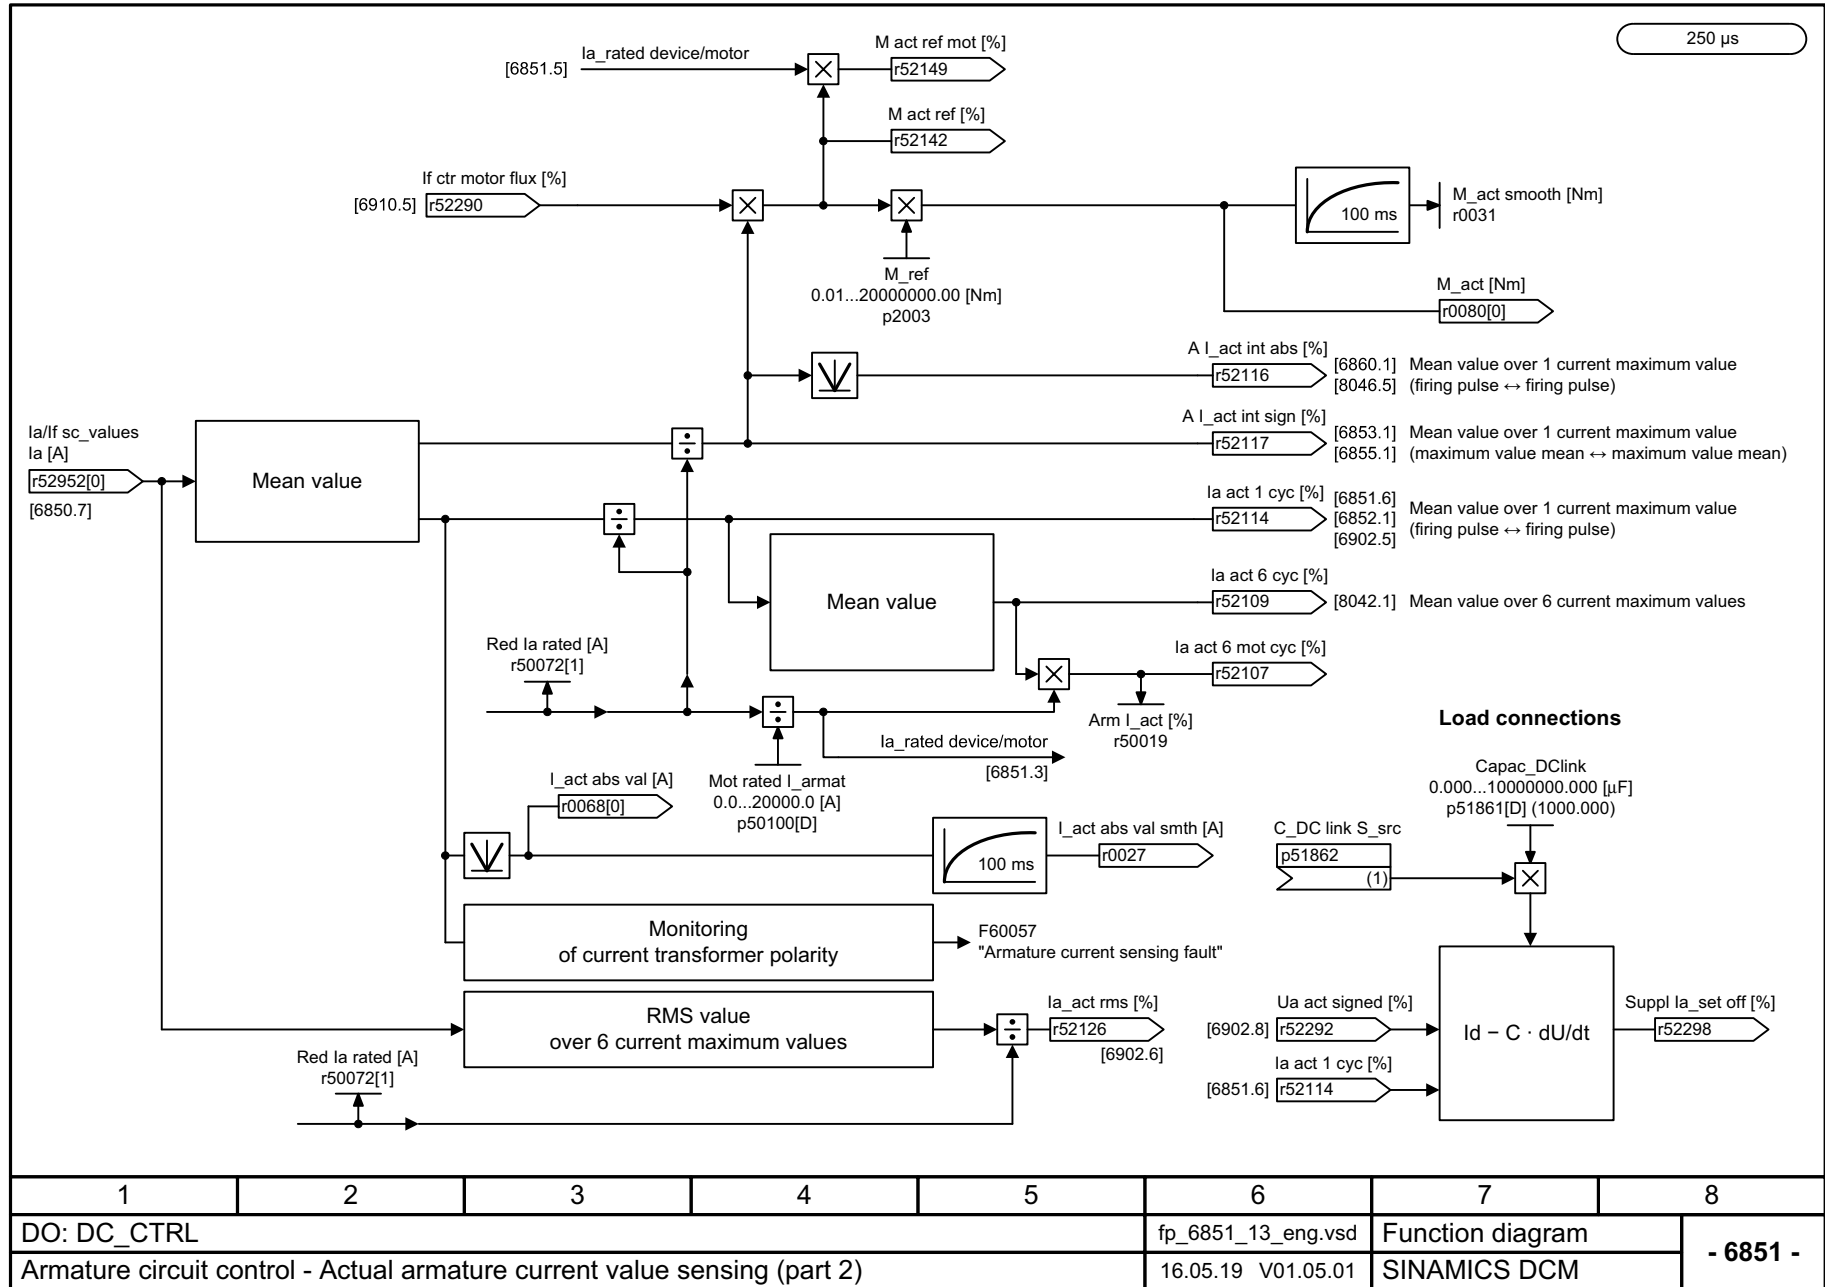 250 µs
M act ref mot [%]
Ia_rated device/motor
[6851.5]
r52149
M act ref [%]
r52142
If ctr motor flux [%]
[6910.5]
r52290
100 ms
M_act smooth [Nm]
r0031
M_ref
0.01...20000000.00 [Nm]
p2003
M_act [Nm]
r0080[0]
A I_act int abs [%]
r52116
[6860.1]
[8046.5]
Mean value over 1 current maximum value
(firing pulse ↔ firing pulse)
Ia/If sc_values
Ia [A]
r52952[0]
[6850.7]
Mean value
÷
A I_act int sign [%]
r52117
[6853.1]
[6855.1]
Mean value over 1 current maximum value
(maximum value mean ↔ maximum value mean)
÷
Ia act 1 cyc [%]
r52114
[6851.6]
[6852.1]
[6902.5]
Mean value over 1 current maximum value
(firing pulse ↔ firing pulse)
Mean value
Ia act 6 cyc [%]
r52109
[8042.1]
Mean value over 6 current maximum values
Red Ia rated [A]
r50072[1]
Ia act 6 mot cyc [%]
r52107
÷
Arm I_act [%]
r50019
Ia_rated device/motor
[6851.3]
Mot rated I_armat
0.0...20000.0 [A]
p50100[D]
Load connections
Capac_DClink
0.000...10000000.000 [µF]
p51861[D] (1000.000)
I_act abs val [A]
r0068[0]
100 ms
I_act abs val smth [A]
r0027
C_DC link S_src
p51862
(1)
Monitoring
of current transformer polarity
F60057
"Armature current sensing fault"
RMS value
over 6 current maximum values
÷
Ia_act rms [%]
r52126
[6902.6]
Red Ia rated [A]
r50072[1]
Ua act signed [%]
[6902.8]
r52292
Ia act 1 cyc [%]
[6851.6]
r52114
Id − C · dU/dt
Suppl Ia_set off [%]
r52298
1 2 3 4 5 6 7 8
DO: DC_CTRL
fp_6851_13_eng.vsd
Function diagram
- 6851 -
Armature circuit control - Actual armature current value sensing (part 2)
16.05.19 V01.05.01
SINAMICS DCM